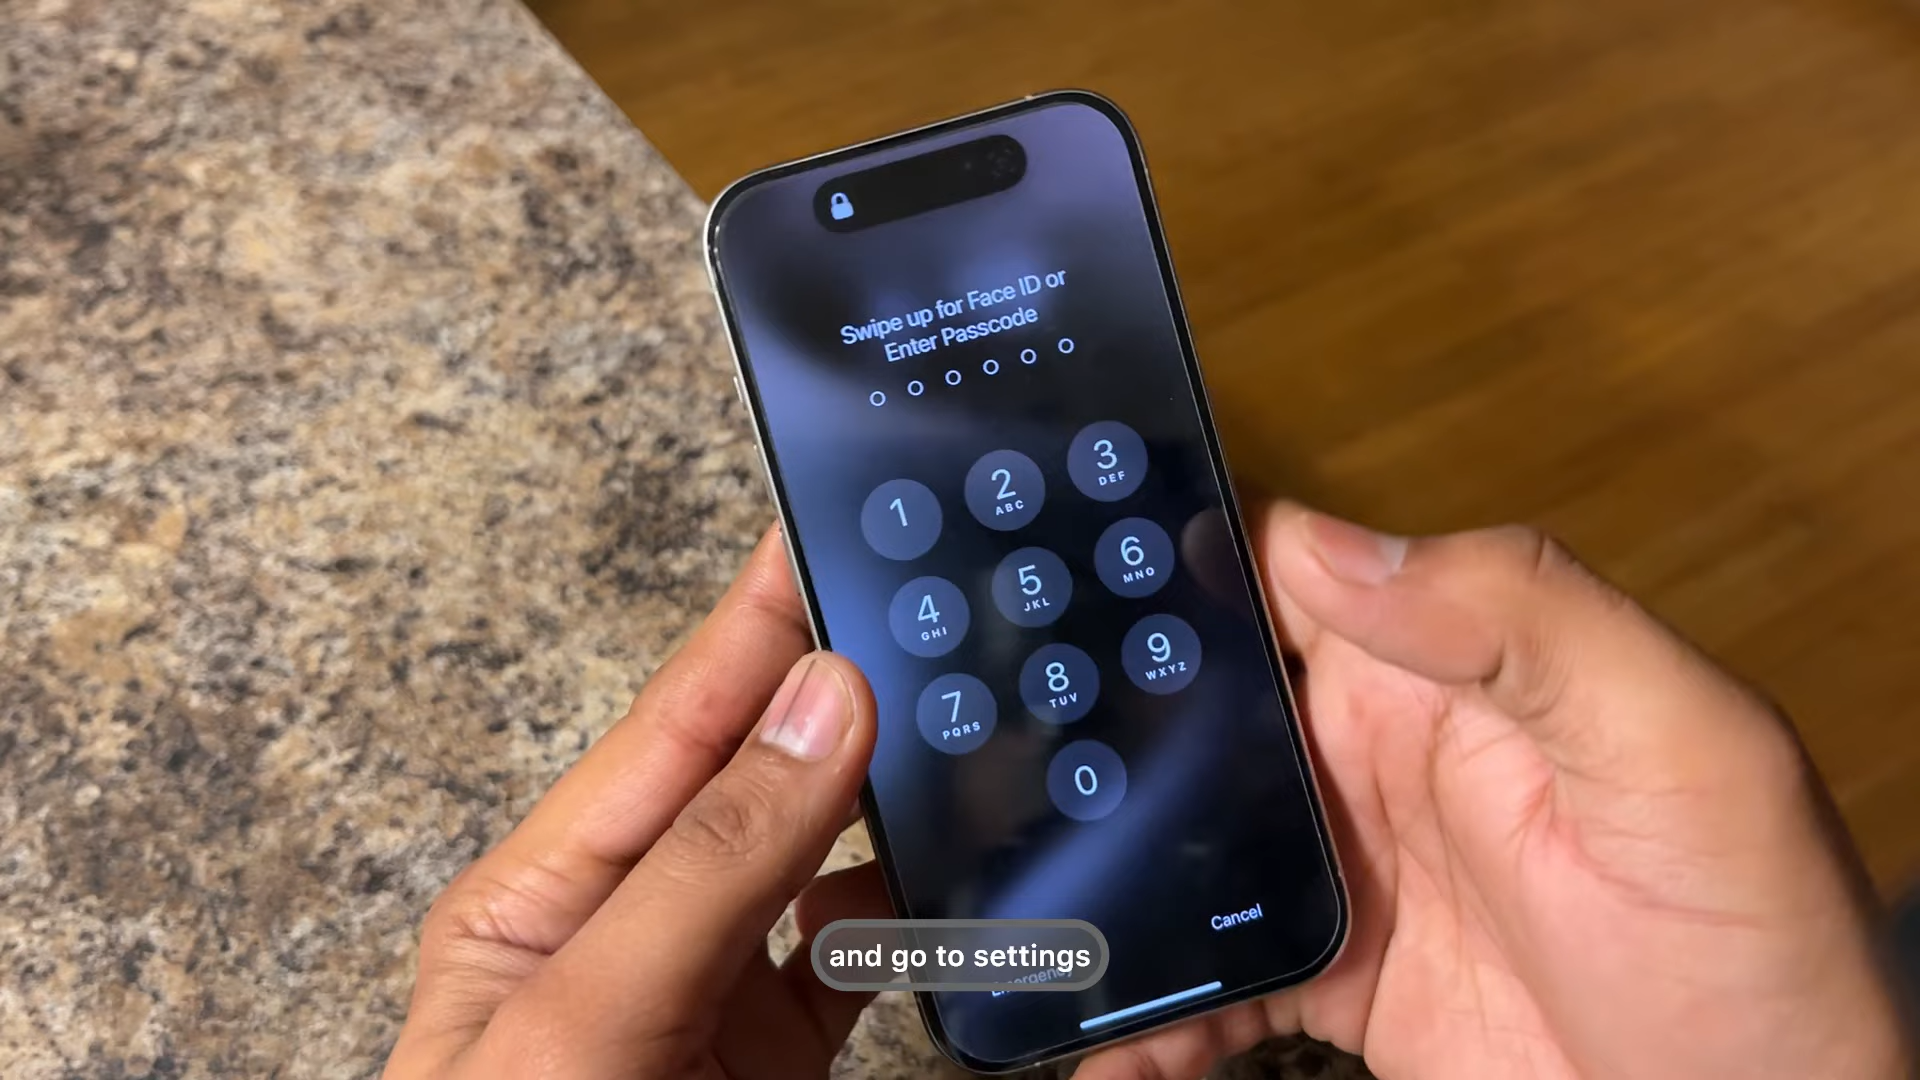 Swipe up for Face ID or
Enter Passcode
1
2
ABC
3
DEF
4
GHI
5
JKL
6
MNO
7
PQRS
8
TUV
9
WXYZ
0
Cancel
Emergency
and go to settings